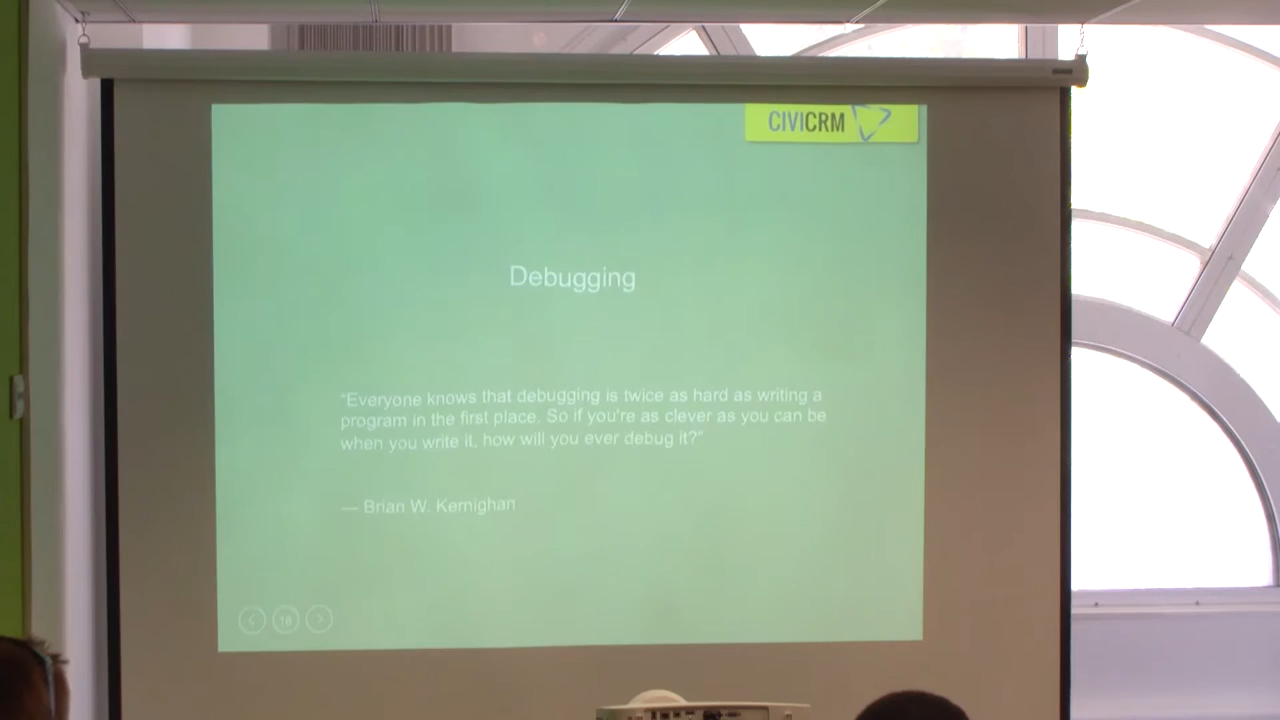 CIVICRM
Debugging
“Everyone knows that debugging is twice as hard as writing a
program in the first place. So if you're as clever as you can be
when you write it, how will you ever debug it?”
— Brian W. Kernighan
18